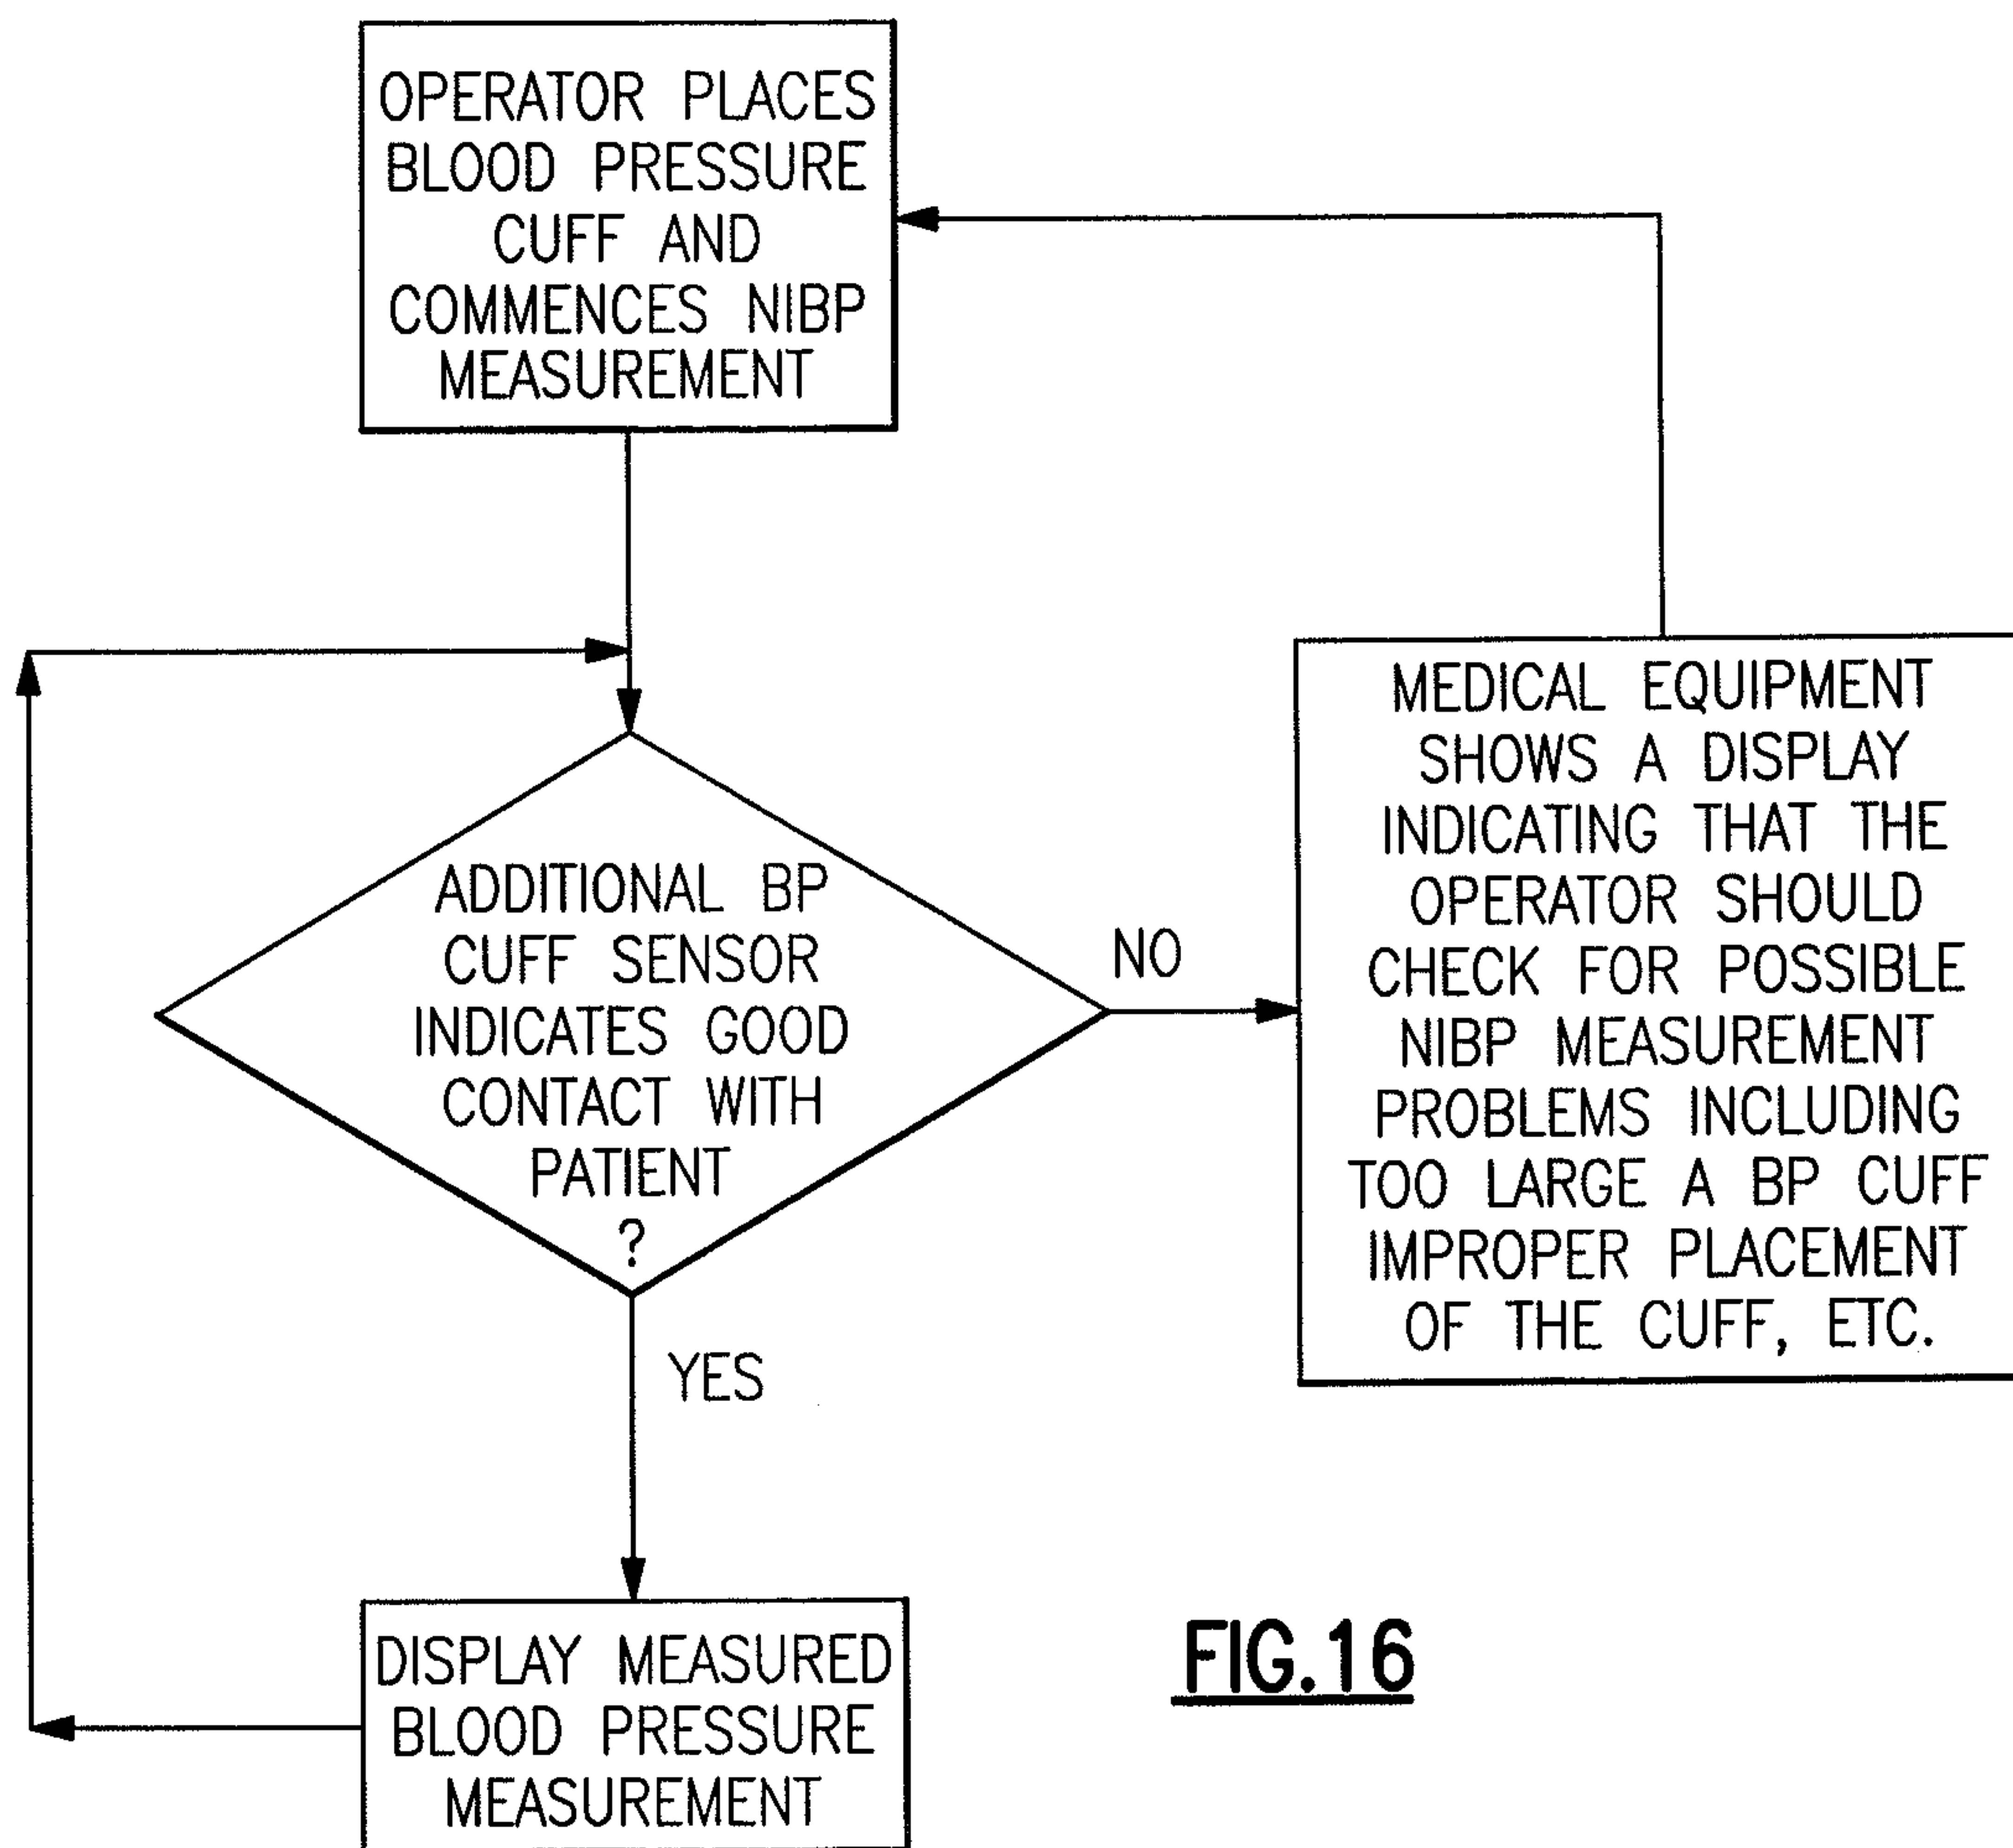 OPERATOR PLACES
BLOOD PRESSURE
CUFF AND
COMMENCES NIBP
MEASUREMENT
ADDITIONAL BP
CUFF SENSOR
INDICATES GOOD
CONTACT WITH
PATIENT
?
NO
MEDICAL EQUIPMENT
SHOWS A DISPLAY
INDICATING THAT THE
OPERATOR SHOULD
CHECK FOR POSSIBLE
NIBP MEASUREMENT
PROBLEMS INCLUDING
TOO LARGE A BP CUFF
IMPROPER PLACEMENT
OF THE CUFF, ETC.
YES
DISPLAY MEASURED
BLOOD PRESSURE
MEASUREMENT
FIG.16